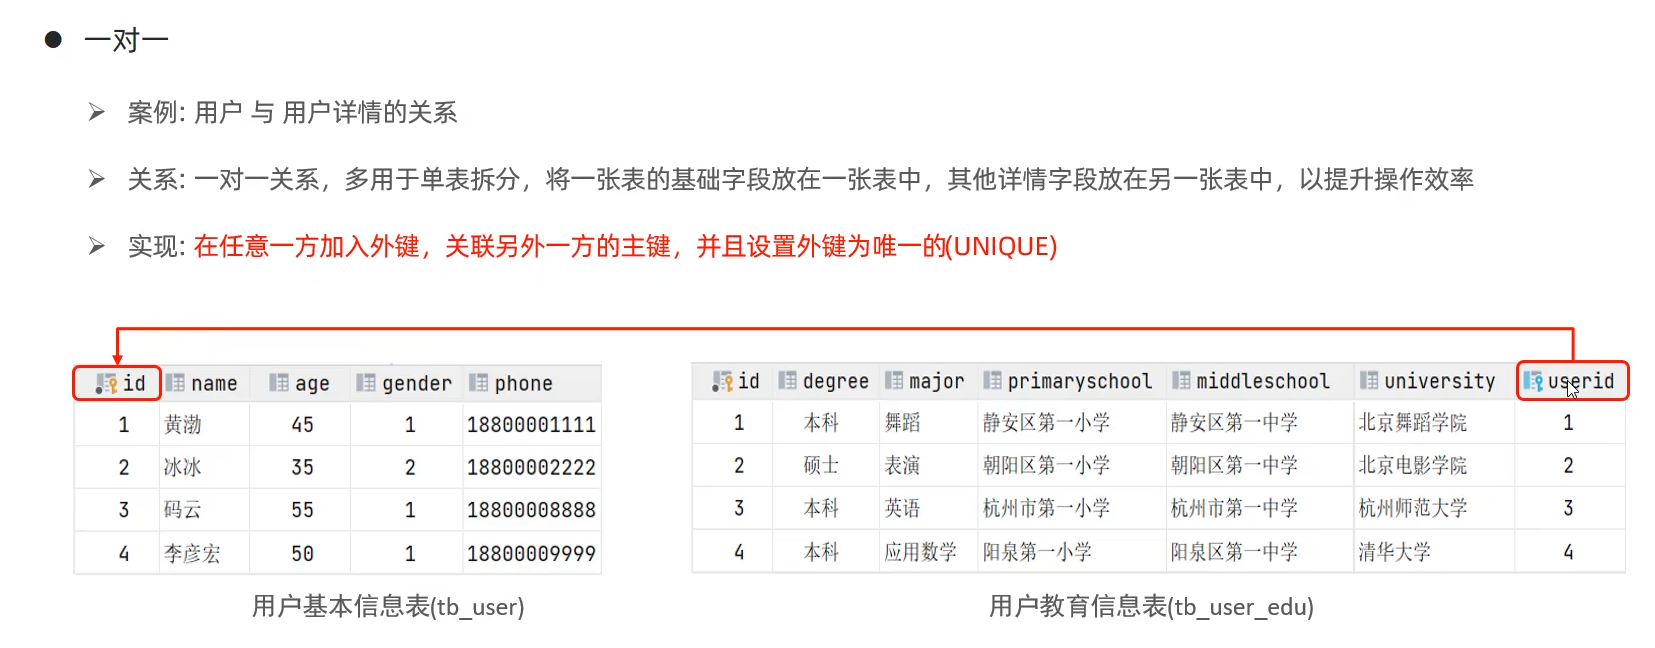 ● 一对一
➢ 案例: 用户 与 用户详情的关系
➢ 关系: 一对一关系，多用于单表拆分，将一张表的基础字段放在一张表中，其他详情字段放在另一张表中，以提升操作效率
➢ 实现: 在任意一方加入外键，关联另外一方的主键，并且设置外键为唯一的(UNIQUE)
id name age gender phone
1 黄渤 45 1 18800001111
2 冰冰 35 2 18800002222
3 码云 55 1 18800008888
4 李彦宏 50 1 18800009999
用户基本信息表(tb_user)
id degree major primaryschool middleschool university userid
1 本科 舞蹈 静安区第一小学 静安区第一中学 北京舞蹈学院 1
2 硕士 表演 朝阳区第一小学 朝阳区第一中学 北京电影学院 2
3 本科 英语 杭州市第一小学 杭州市第一中学 杭州师范大学 3
4 本科 应用数学 阳泉第一小学 阳泉区第一中学 清华大学 4
用户教育信息表(tb_user_edu)